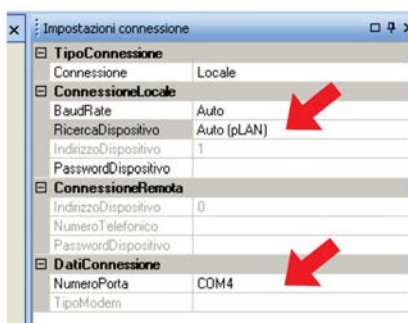 Impostazioni connessione
TipoConnessione
Connessione Locale
ConnessioneLocale
BaudRate Auto
RicercaDispositivo Auto (pLAN)
IndirizzoDispositivo 1
PasswordDispositivo
ConnessioneRemota
IndirizzoDispositivo 0
NumeroTelefonico
PasswordDispositivo
DatiConnessione
NumeroPorta COM4
TipoModem